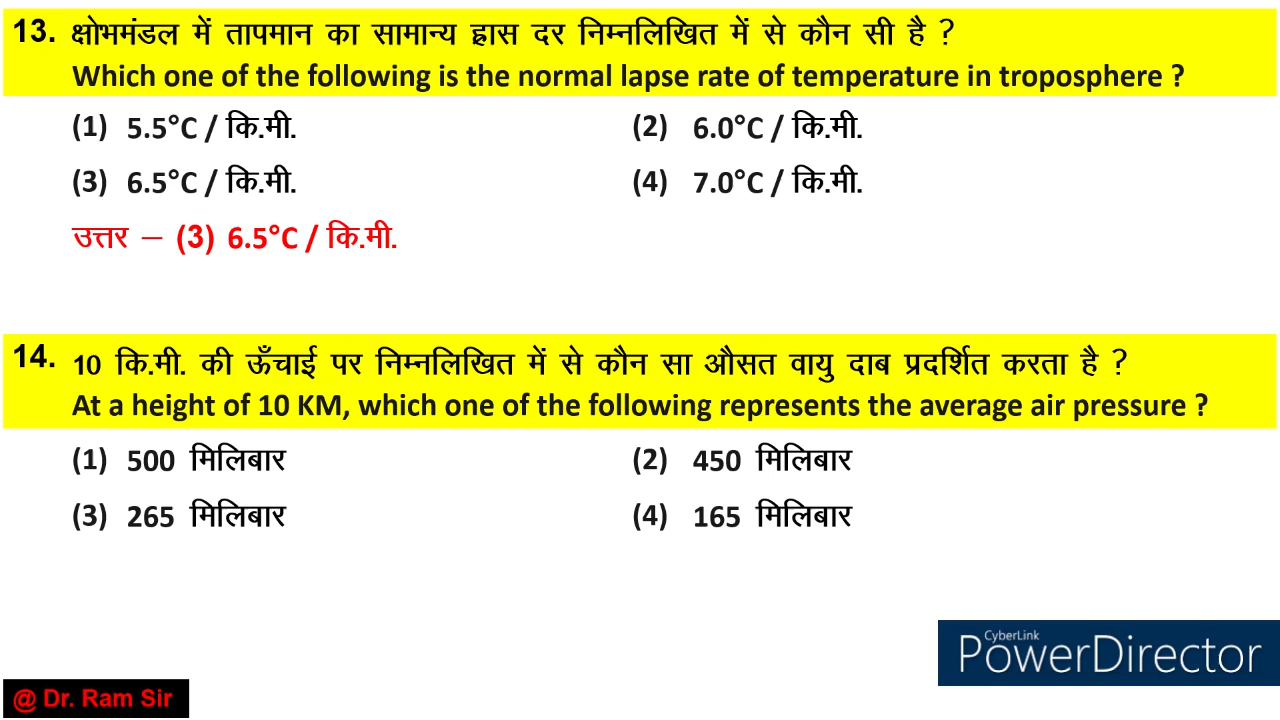 13. क्षोभमंडल में तापमान का सामान्य ह्रास दर निम्नलिखित में से कौन सी है ?
Which one of the following is the normal lapse rate of temperature in troposphere ?
(1) 5.5°C / कि.मी. (2) 6.0°C / कि.मी.
(3) 6.5°C / कि.मी. (4) 7.0°C / कि.मी.
उत्तर – (3) 6.5°C / कि.मी.
14. 10 कि.मी. की ऊँचाई पर निम्नलिखित में से कौन सा औसत वायु दाब प्रदर्शित करता है ?
At a height of 10 KM, which one of the following represents the average air pressure ?
(1) 500 मिलिबार (2) 450 मिलिबार
(3) 265 मिलिबार (4) 165 मिलिबार
CyberLink
PowerDirector
@ Dr. Ram Sir